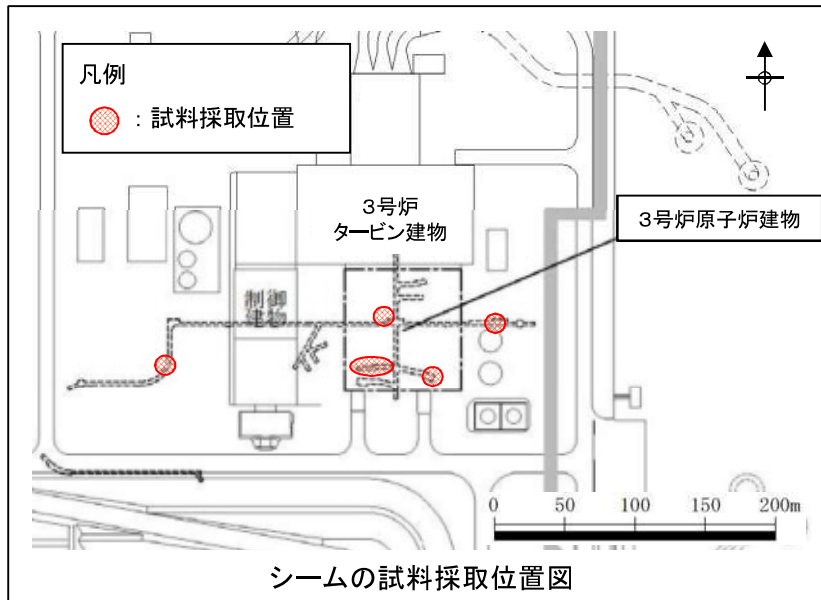 凡例
：試料採取位置
３号炉
タービン建物
３号炉原子炉建物
制御
建物
0 50 100 150 200m
シームの試料採取位置図